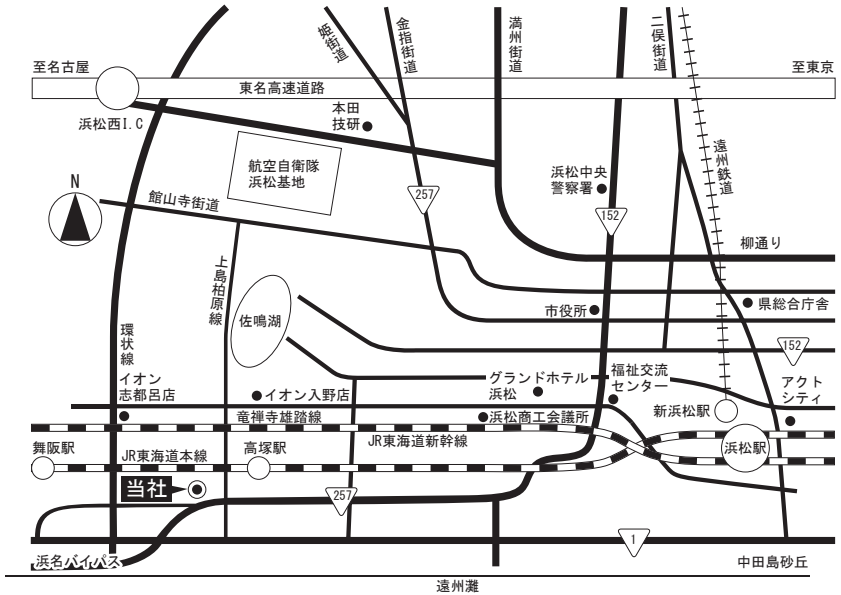 姫街道
金指街道
満州街道
二俣街道
至名古屋
東名高速道路
至東京
浜松西I.C
本田
技研
航空自衛隊
浜松基地
遠州鉄道
浜松中央
警察署
N
館山寺街道
257
152
柳通り
上島柏原線
佐鳴湖
市役所
県総合庁舎
環状線
152
イオン
志都呂店
イオン入野店
グランドホテル
浜松
福祉交流
センター
アクト
シティ
新浜松駅
竜禅寺雄踏線
浜松商工会議所
舞阪駅
JR東海道本線
高塚駅
JR東海道新幹線
浜松駅
当社
257
1
浜名バイパス
中田島砂丘
遠州灘